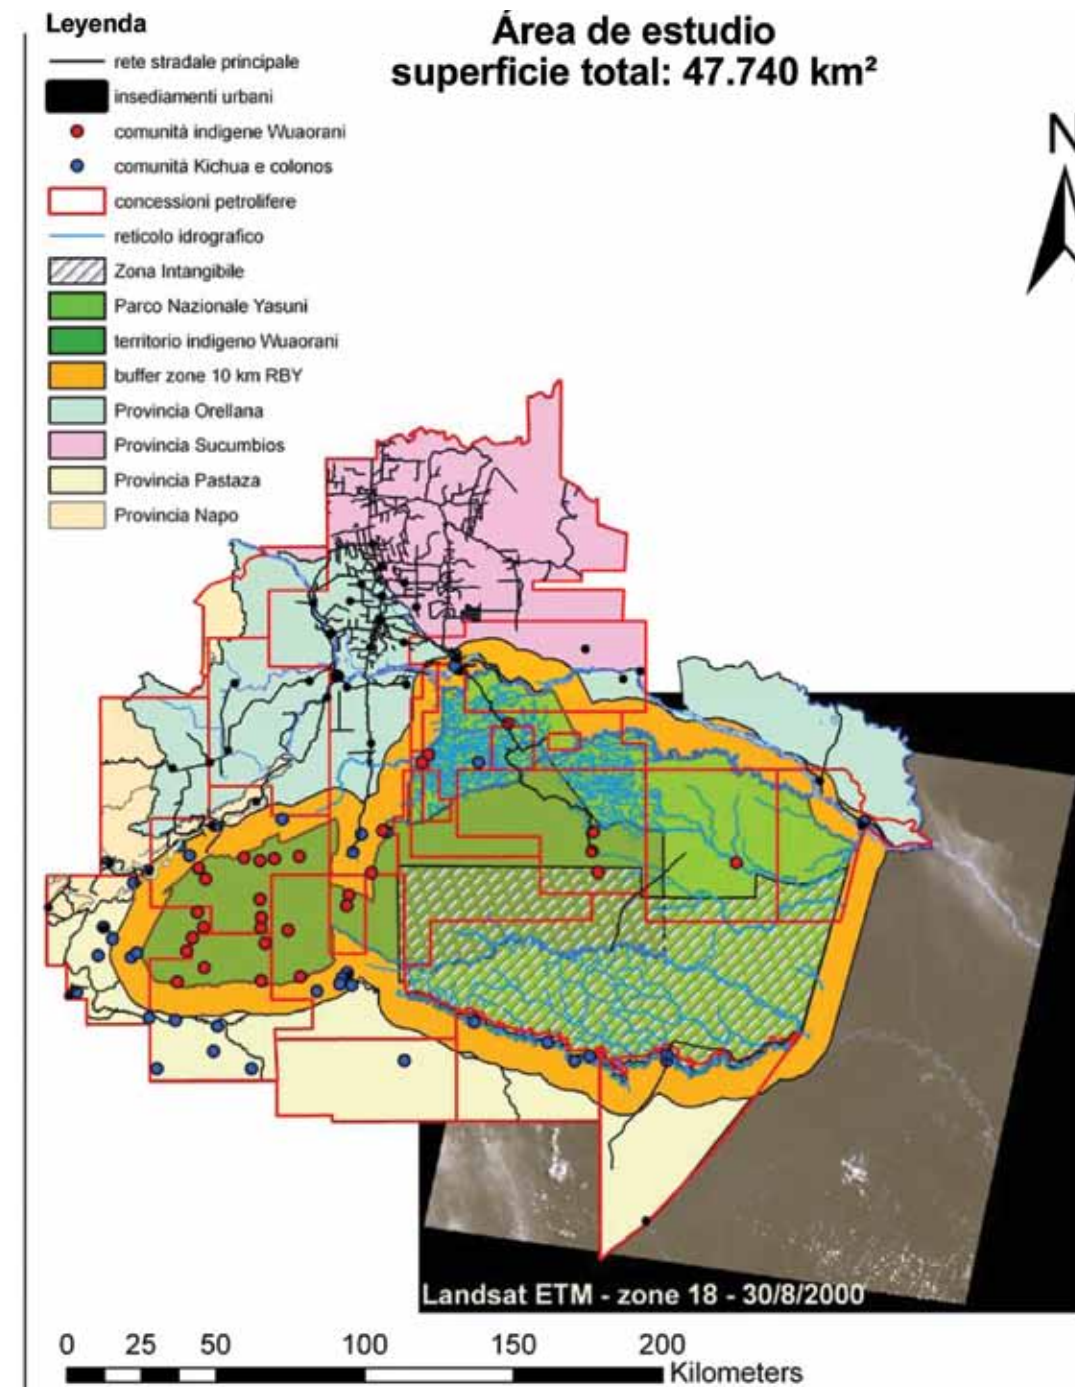 Leyenda
rete stradale principale
insediamenti urbani
comunità indigene Wuaorani
comunità Kichua e colonos
concessioni petrolifere
reticolo idrografico
Zona Intangibile
Parco Nazionale Yasuni
territorio indigeno Wuaorani
buffer zone 10 km RBY
Provincia Orellana
Provincia Sucumbios
Provincia Pastaza
Provincia Napo
Área de estudio
superficie total: 47.740 km²
N
Landsat ETM - zone 18 - 30/8/2000
0 25 50 100 150 200
Kilometers